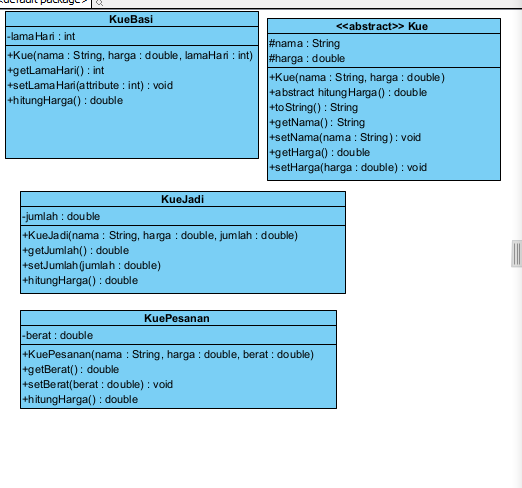 <default package>
KueBasi
-lamaHari : int
+Kue(nama : String, harga : double, lamaHari : int)
+getLamaHari() : int
+setLamaHari(attribute : int) : void
+hitungHarga() : double
<<abstract>> Kue
#nama : String
#harga : double
+Kue(nama : String, harga : double)
+abstract hitungHarga() : double
+toString() : String
+getNama() : String
+setNama(nama : String) : void
+getHarga() : double
+setHarga(harga : double) : void
KueJadi
-jumlah : double
+KueJadi(nama : String, harga : double, jumlah : double)
+getJumlah() : double
+setJumlah(jumlah : double)
+hitungHarga() : double
KuePesanan
-berat : double
+KuePesanan(nama : String, harga : double, berat : double)
+getBerat() : double
+setBerat(berat : double) : void
+hitungHarga() : double